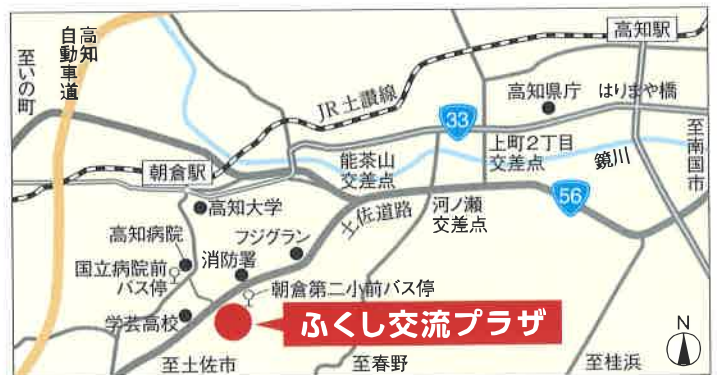 高知駅
高知
自動車道
至いの町
JR土讃線
33
高知県庁
はりまや橋
至南国市
上町2丁目
交差点
鏡川
能茶山
交差点
朝倉駅
56
高知大学
土佐道路
河ノ瀬
交差点
高知病院
フジグラン
国立病院前
バス停
消防署
朝倉第二小前バス停
学芸高校
ふくし交流プラザ
N
至土佐市
至春野
至桂浜